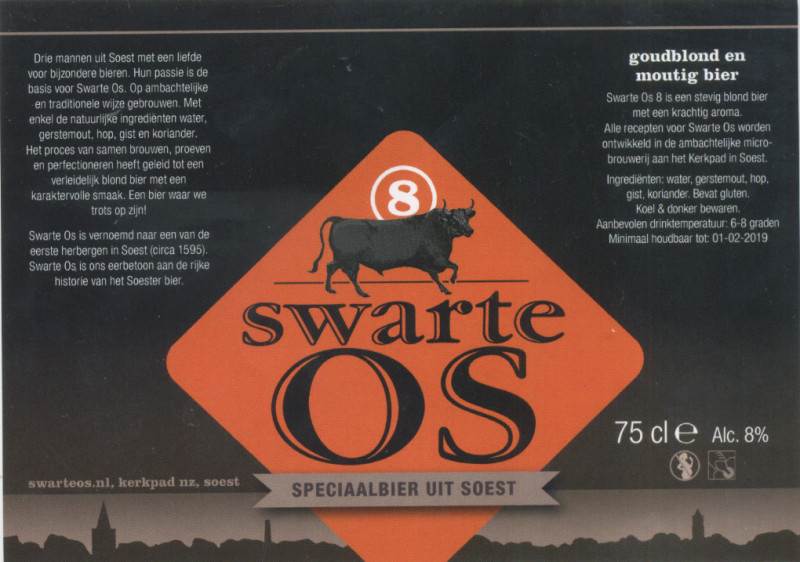 Drie mannen uit Soest met een liefde
voor bijzondere bieren. Hun passie is de
basis voor Swarte Os. Op ambachtelijke
en traditionele wijze gebrouwen. Met
enkel de natuurlijke ingrediënten water,
gerstemout, hop, gist en koriander.
Het proces van samen brouwen, proeven
en perfectioneren heeft geleid tot een
verleidelijk blond bier met een
karaktervolle smaak. Een bier waar we
trots op zijn!
Swarte Os is vernoemd naar een van de
eerste herbergen in Soest (circa 1595).
Swarte Os is ons eerbetoon aan de rijke
historie van het Soester bier.
swarteos.nl, kerkpad nz, soest
8
swarte
OS
SPECIAALBIER UIT SOEST
goudblond en
moutig bier
Swarte Os 8 is een stevig blond bier
met een krachtig aroma.
Alle recepten voor Swarte Os worden
ontwikkeld in de ambachtelijke micro-
brouwerij aan het Kerkpad in Soest.
Ingrediënten: water, gerstemout, hop,
gist, koriander. Bevat gluten.
Koel & donker bewaren.
Aanbevolen drinktemperatuur: 6-8 graden
Minimaal houdbaar tot: 01-02-2019
75 cl e Alc. 8%